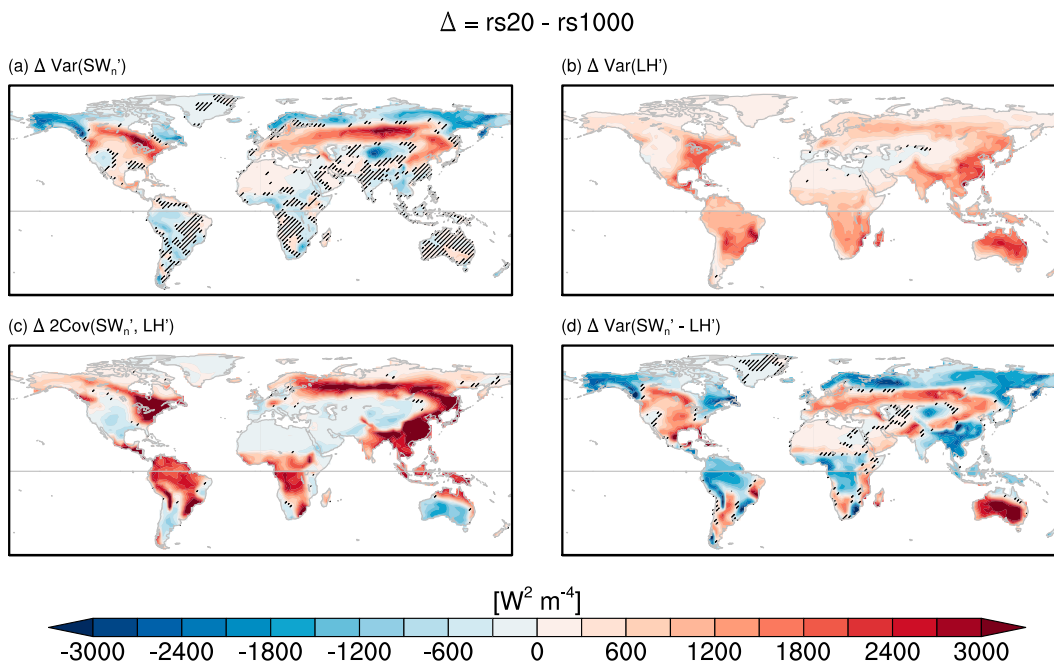 Δ = rs20 - rs1000
(a) Δ Var(SWₙ')
(b) Δ Var(LH')
(c) Δ 2Cov(SWₙ', LH')
(d) Δ Var(SWₙ' - LH')
[W² m⁻⁴]
-3000 -2400 -1800 -1200 -600 0 600 1200 1800 2400 3000